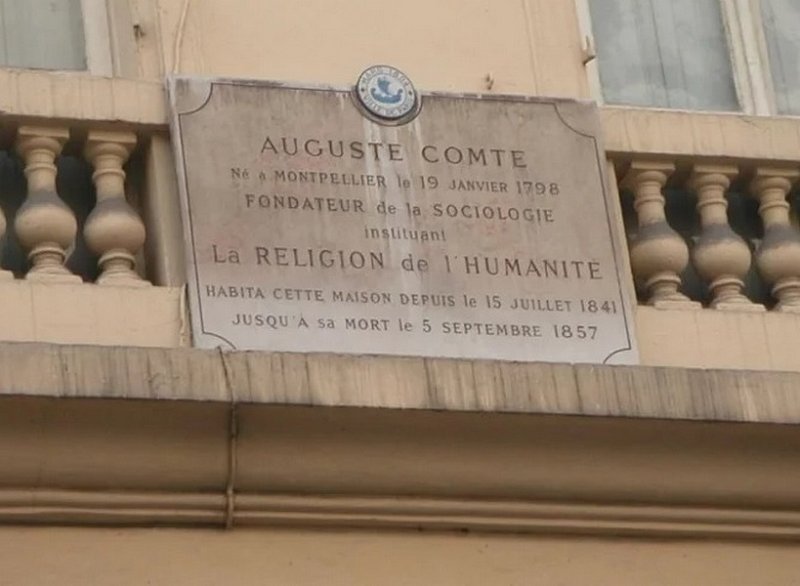 AUGUSTE COMTE
Né à MONTPELLIER le 19 JANVIER 1798
FONDATEUR de la SOCIOLOGIE
instituant
La RELIGION de l'HUMANITÉ
HABITA CETTE MAISON DEPUIS le 15 JUILLET 1841
JUSQU'À sa MORT le 5 SEPTEMBRE 1857